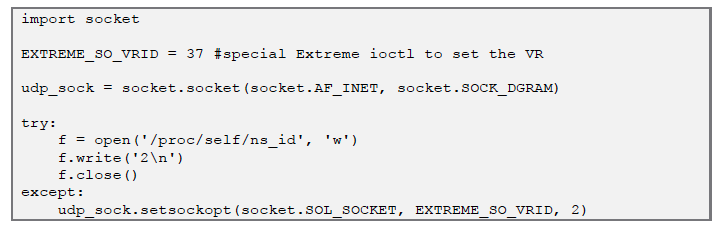 import socket
EXTREME_SO_VRID = 37 #special Extreme ioctl to set the VR
udp_sock = socket.socket(socket.AF_INET, socket.SOCK_DGRAM)
try:
    f = open('/proc/self/ns_id', 'w')
    f.write('2\n')
    f.close()
except:
    udp_sock.setsockopt(socket.SOL_SOCKET, EXTREME_SO_VRID, 2)